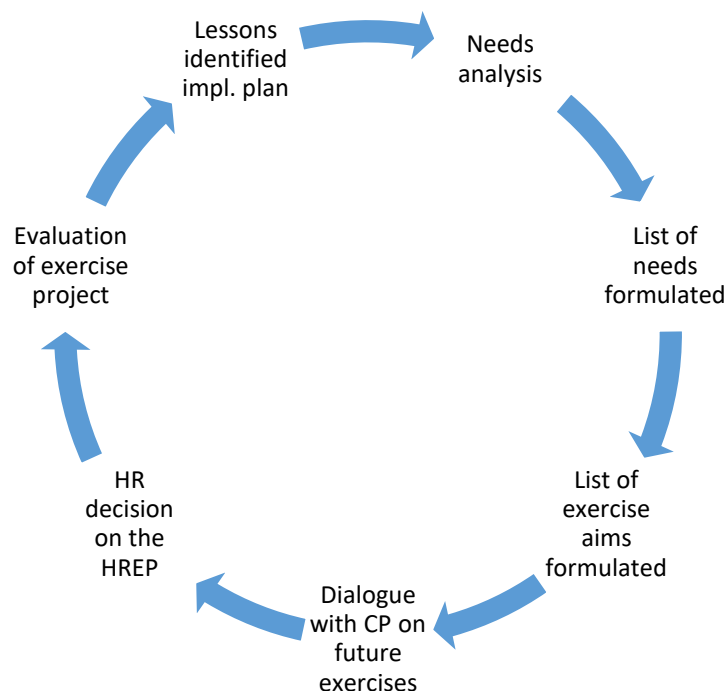 Lessons
identified
impl. plan
Needs
analysis
List of
needs
formulated
List of
exercise
aims
formulated
Dialogue
with CP on
future
exercises
HR
decision
on the
HREP
Evaluation
of exercise
project